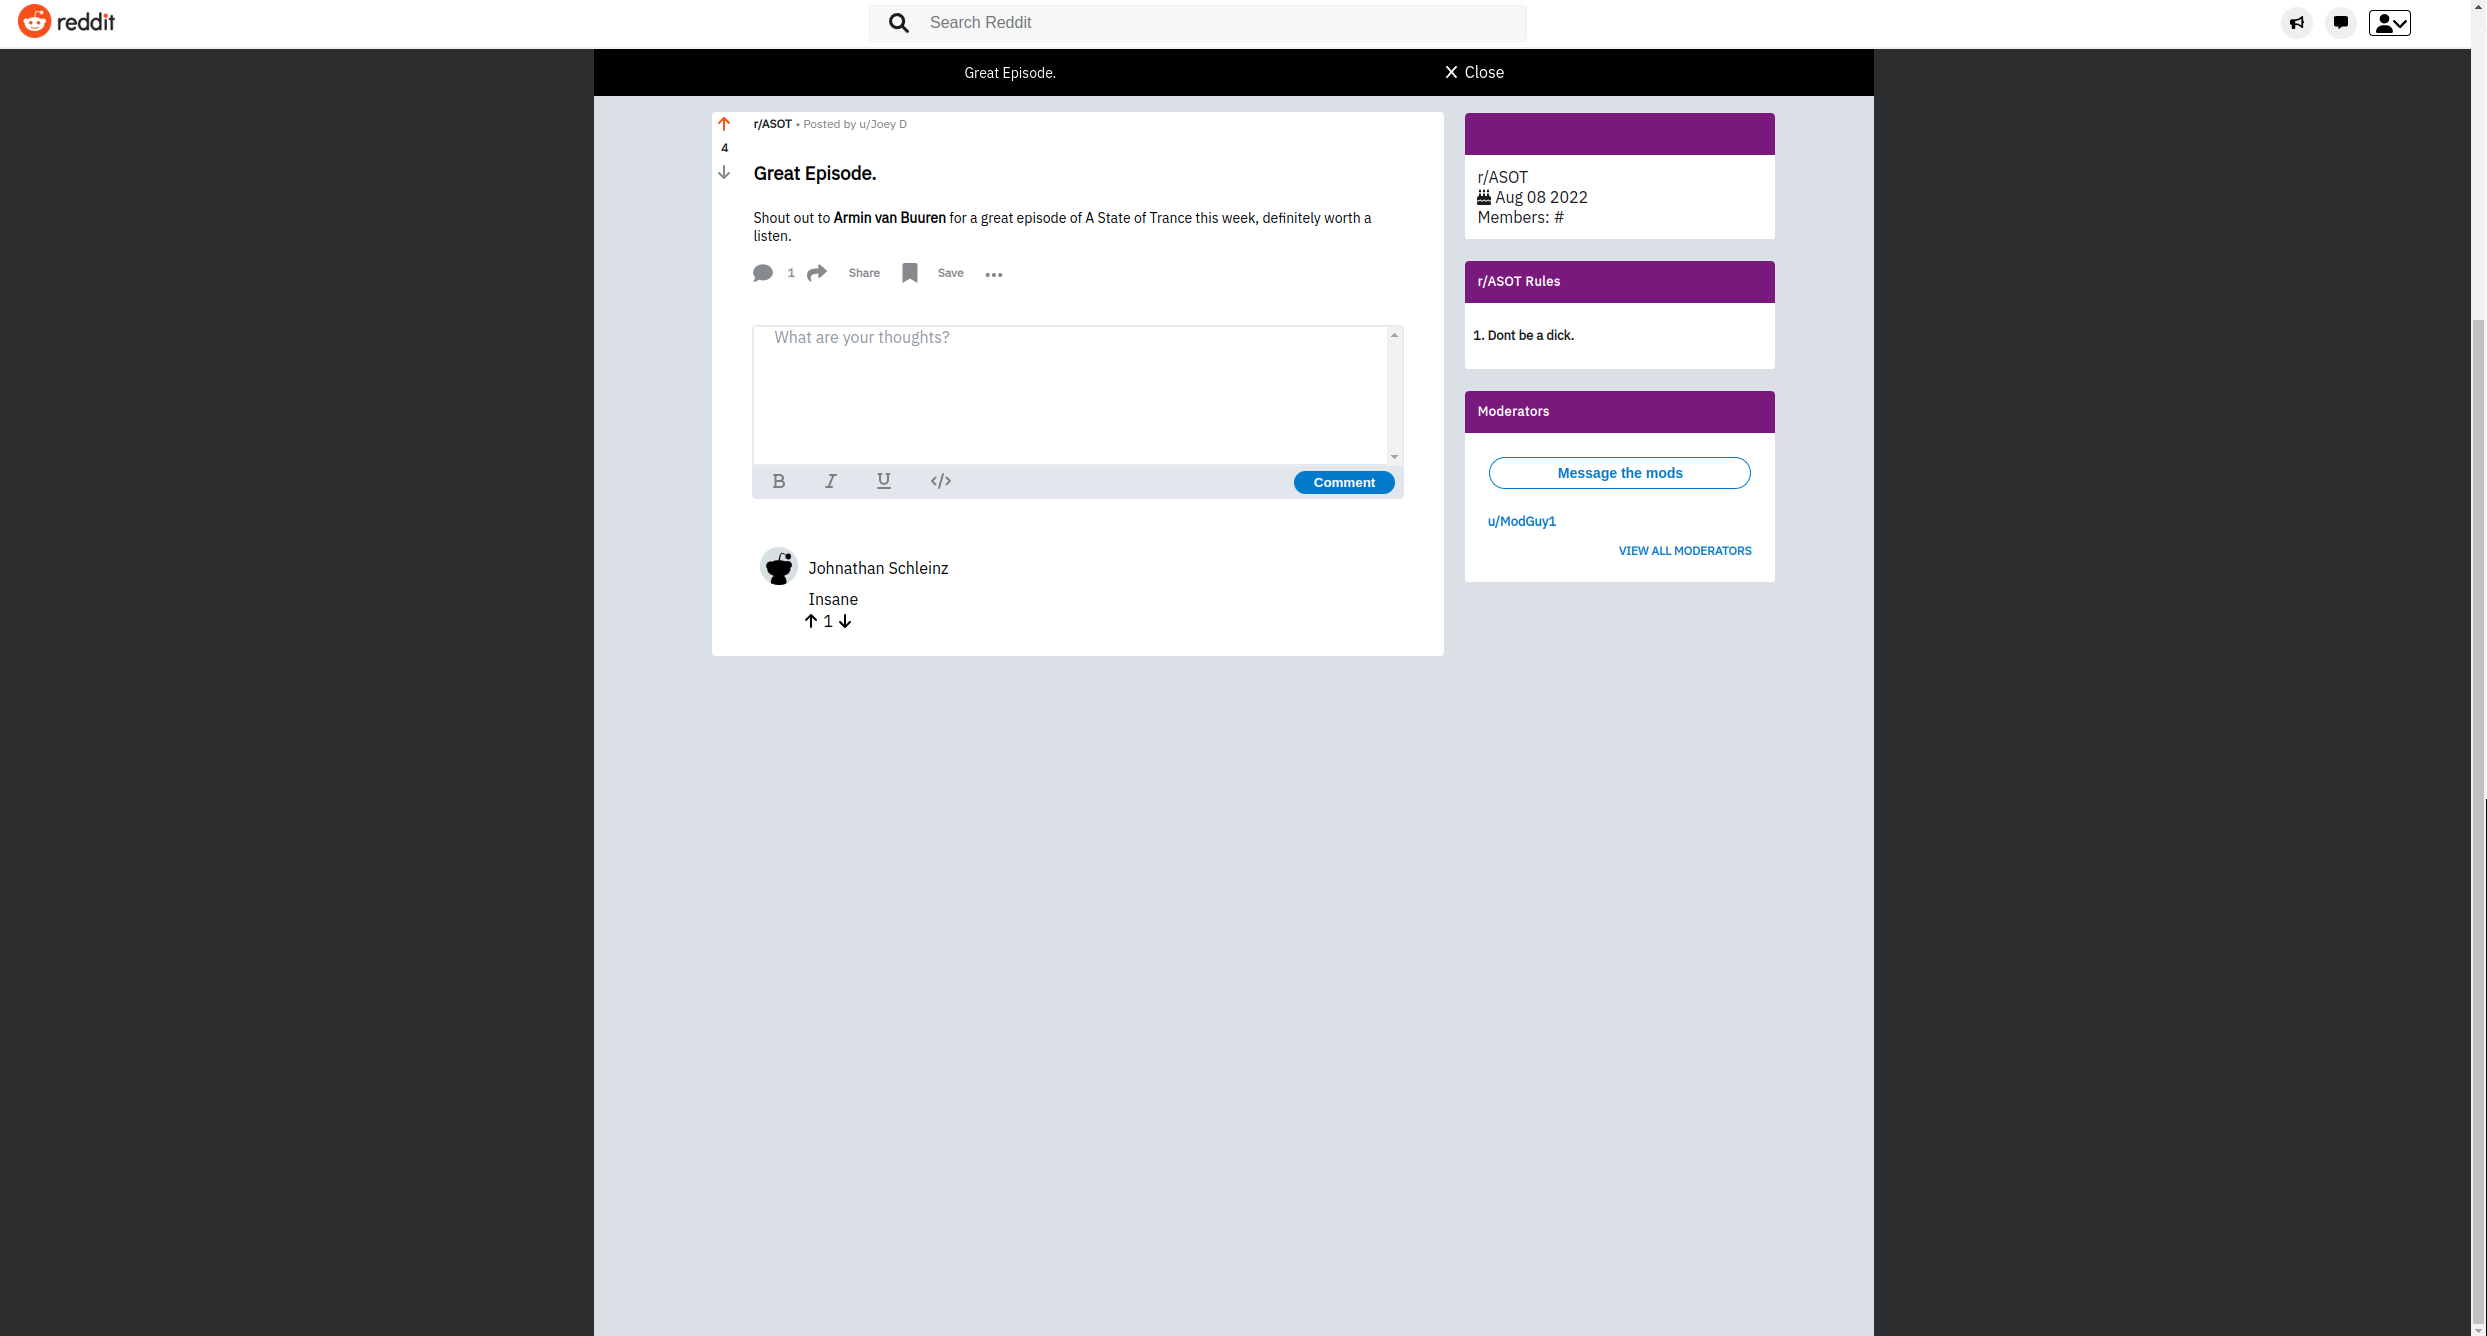 reddit
Search Reddit
Great Episode.
Close
r/ASOT • Posted by u/Joey D
4
Great Episode.
Shout out to Armin van Buuren for a great episode of A State of Trance this week, definitely worth a
listen.
1 Share Save
What are your thoughts?
B I U </> Comment
Johnathan Schleinz
Insane
1
r/ASOT
Aug 08 2022
Members: #
r/ASOT Rules
1. Dont be a dick.
Moderators
Message the mods
u/ModGuy1
VIEW ALL MODERATORS